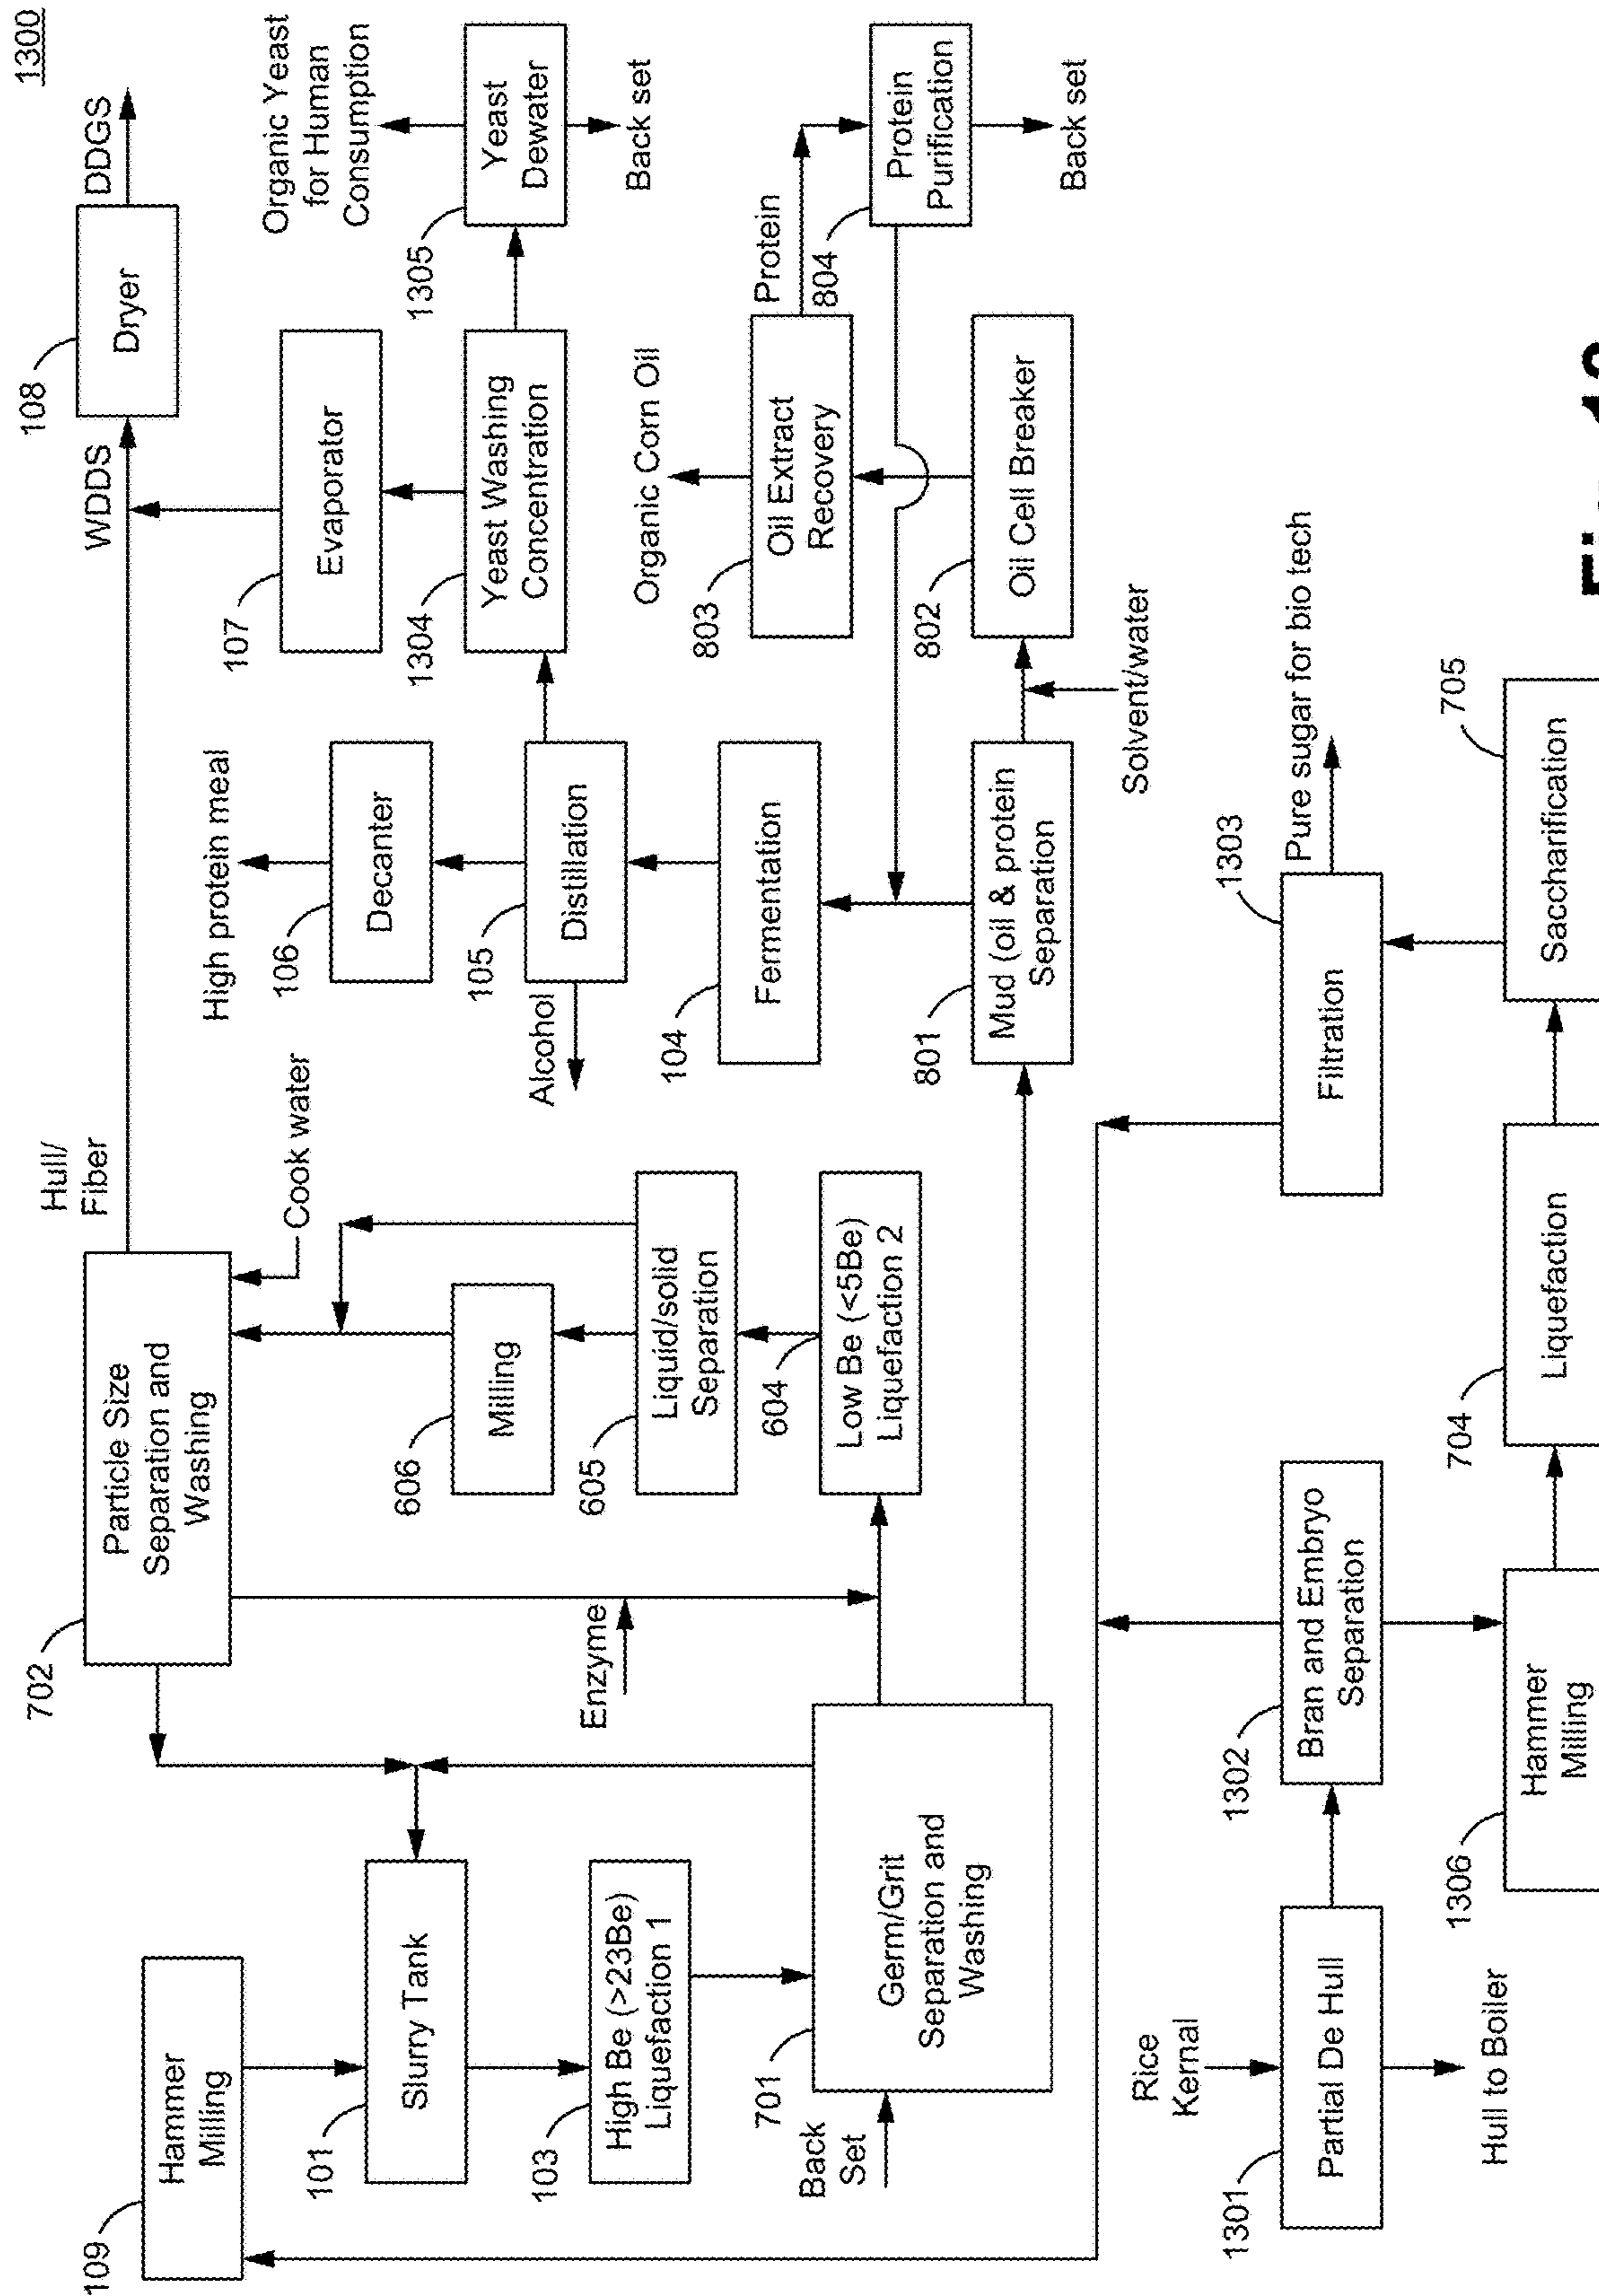 1300
109
Hammer
Milling
101
Slurry Tank
103
High Be (>23Be)
Liquefaction 1
701
Back
Set
Germ/Grit
Separation and
Washing
702
Particle Size
Separation and
Washing
Hull/
Fiber
Cook water
Enzyme
606
Milling
605
Liquid/solid
Separation
604
Low Be (<5Be)
Liquefaction 2
WDDS
108
Dryer
DDGS
High protein meal
106
Decanter
105
Distillation
Alcohol
104
Fermentation
801
Mud (oil & protein
Separation
107
Evaporator
1304
Yeast Washing
Concentration
Organic Yeast
for Human
Consumption
1305
Yeast
Dewater
Back set
Organic Corn Oil
803
Oil Extract
Recovery
Protein
804
Protein
Purification
Back set
802
Oil Cell Breaker
Solvent/water
Rice
Kernal
1301
Partial De Hull
Hull to Boiler
1302
Bran and Embryo
Separation
1306
Hammer
Milling
704
Liquefaction
705
Saccharification
1303
Filtration
Pure sugar for bio tech